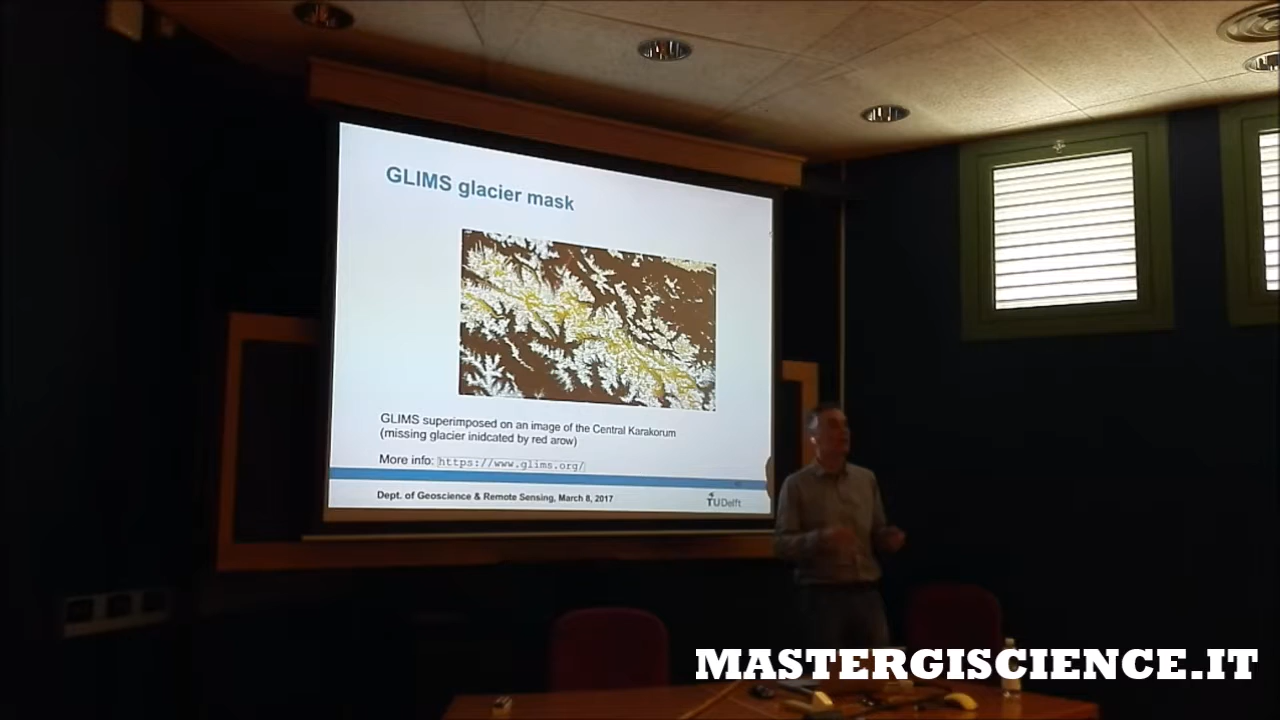 GLIMS glacier mask
GLIMS superimposed on an image of the Central Karakorum
(missing glacier inidcated by red arow)
More info: https://www.glims.org/
Dept. of Geoscience & Remote Sensing, March 8, 2017
TUDelft
MASTERGISCIENCE.IT